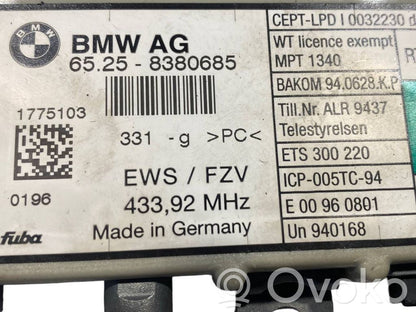 BMW
BMW AG
65.25 - 8380685
1775103
331 -g >PC<
0196
EWS / FZV
433,92 MHz
fuba
Made in Germany
CEPT-LPD I 0032230 d
WT licence exempt
MPT 1340
BAKOM 94.0628.K.P
Till.Nr. ALR 9437
Telestyrelsen
ETS 300 220
ICP-005TC-94
E 00 96 0801
Un 940168
R
OVOKO